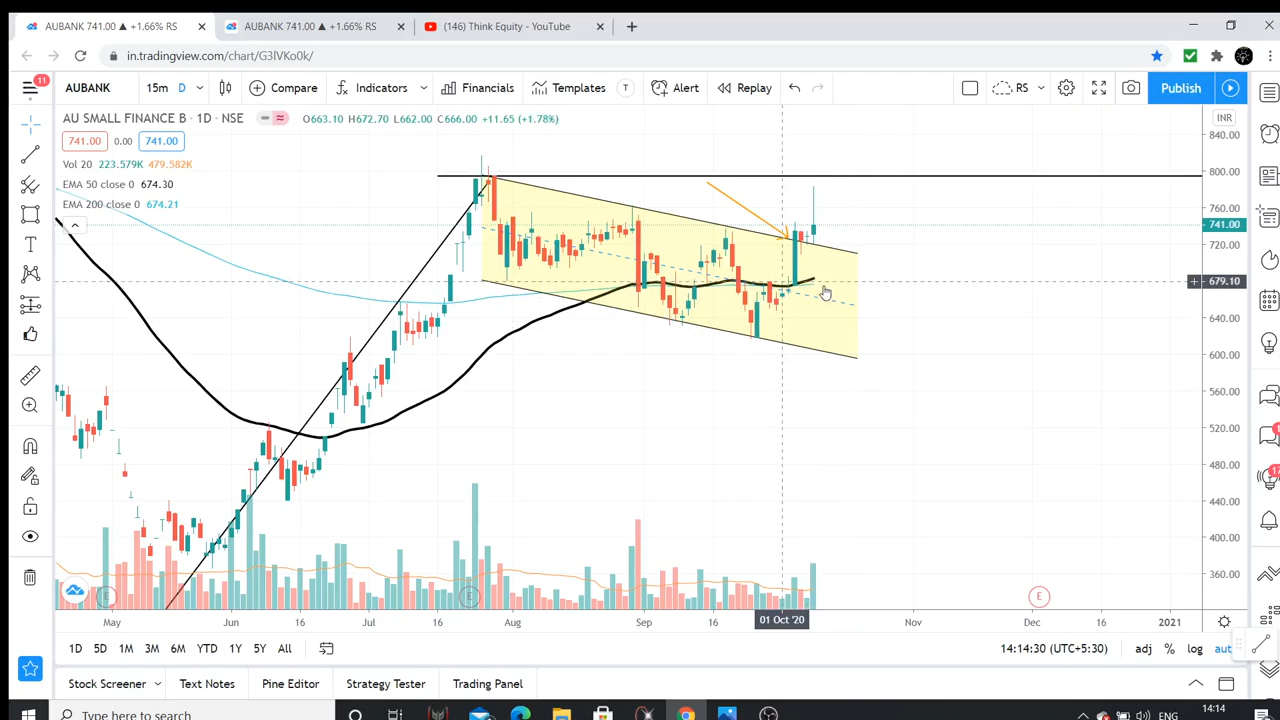 AUBANK 741.00 ▲ +1.66% RS
AUBANK 741.00 ▲ +1.66% RS
(146) Think Equity - YouTube
in.tradingview.com/chart/G3lVKo0k/
11
AUBANK
15m D
Compare
Indicators
Financials
Templates
T
Alert
Replay
RS
Publish
AU SMALL FINANCE B · 1D · NSE
O663.10 H672.70 L662.00 C666.00 +11.65 (+1.78%)
INR
741.00 0.00 741.00
Vol 20 223.579K 479.582K
EMA 50 close 0 674.30
EMA 200 close 0 674.21
840.00
800.00
760.00
741.00
720.00
679.10
640.00
600.00
560.00
520.00
480.00
440.00
400.00
360.00
E
E
E
May
Jun
16
Jul
16
Aug
Sep
16
01 Oct '20
Nov
Dec
16
2021
1D 5D 1M 3M 6M YTD 1Y 5Y All
14:14:30 (UTC+5:30)
adj % log
Stock Screener
Text Notes
Pine Editor
Strategy Tester
Trading Panel
Type here to search
ENG
14:14